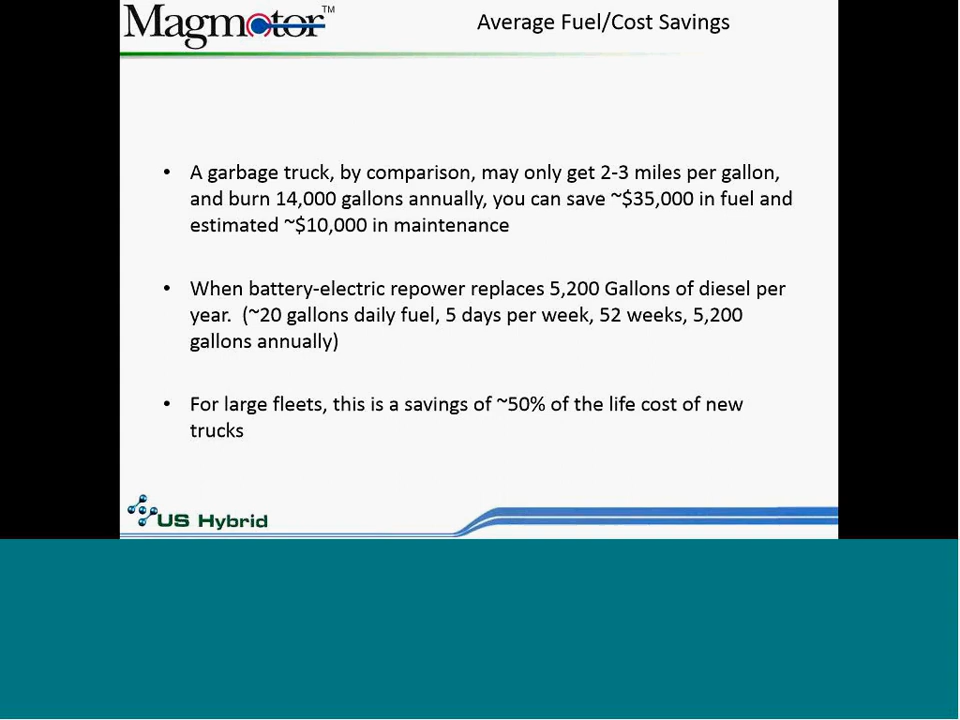 Magmotor™
Average Fuel/Cost Savings
• A garbage truck, by comparison, may only get 2-3 miles per gallon,
and burn 14,000 gallons annually, you can save ~$35,000 in fuel and
estimated ~$10,000 in maintenance
• When battery-electric repower replaces 5,200 Gallons of diesel per
year. (~20 gallons daily fuel, 5 days per week, 52 weeks, 5,200
gallons annually)
• For large fleets, this is a savings of ~50% of the life cost of new
trucks
US Hybrid